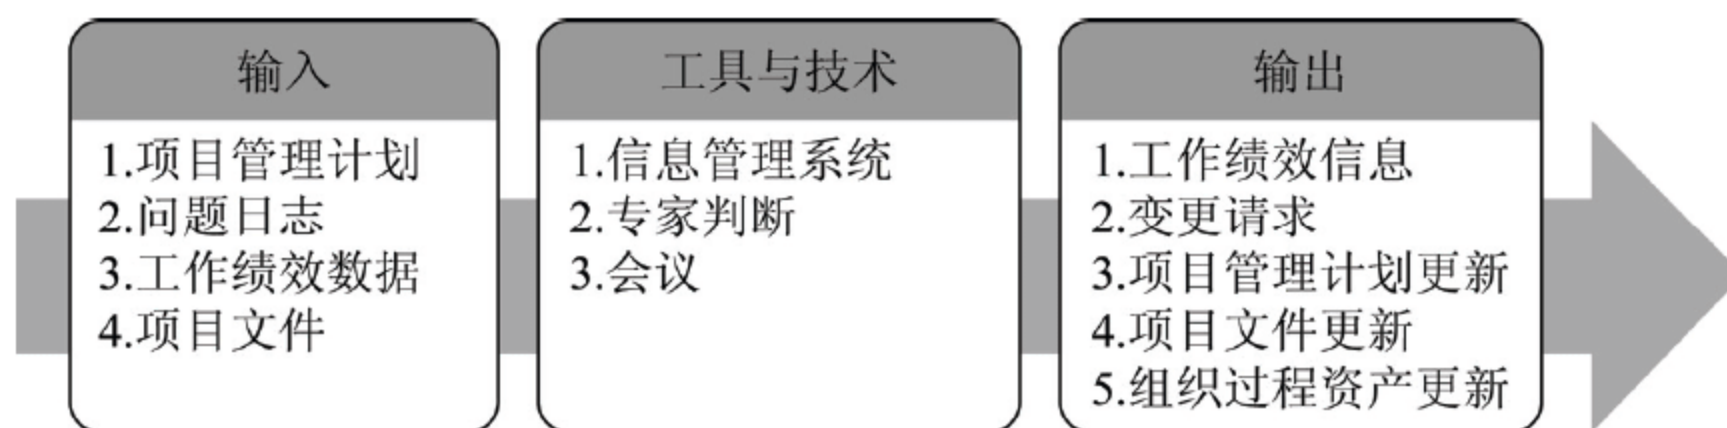 输入
1.项目管理计划
2.问题日志
3.工作绩效数据
4.项目文件
工具与技术
1.信息管理系统
2.专家判断
3.会议
输出
1.工作绩效信息
2.变更请求
3.项目管理计划更新
4.项目文件更新
5.组织过程资产更新